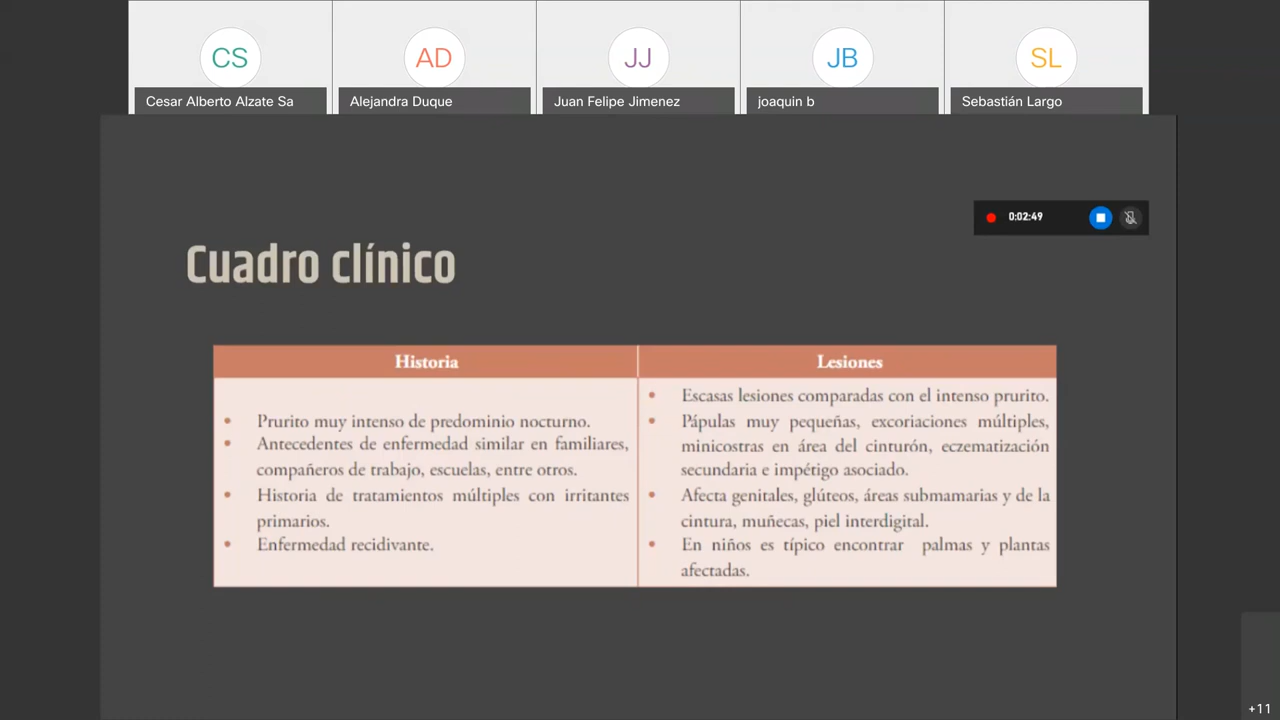 CS
AD
JJ
JB
SL
Cesar Alberto Alzate Sa
Alejandra Duque
Juan Felipe Jimenez
joaquin b
Sebastián Largo
0:02:49
Cuadro clínico
Historia
Lesiones
• Prurito muy intenso de predominio nocturno.
• Antecedentes de enfermedad similar en familiares,
compañeros de trabajo, escuelas, entre otros.
• Historia de tratamientos múltiples con irritantes
primarios.
• Enfermedad recidivante.
• Escasas lesiones comparadas con el intenso prurito.
• Pápulas muy pequeñas, excoriaciones múltiples,
minicostras en área del cinturón, eczematización
secundaria e impétigo asociado.
• Afecta genitales, glúteos, áreas submamarias y de la
cintura, muñecas, piel interdigital.
• En niños es típico encontrar palmas y plantas
afectadas.
+11